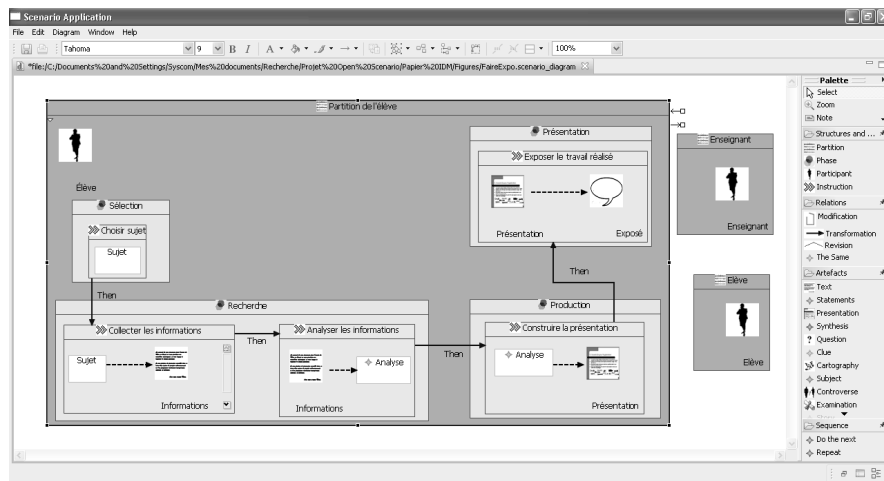 Scenario Application
File Edit Diagram Window Help
Tahoma 9 B I A 100%
*file:/C:/Documents%20and%20Settings/Syscom/Mes%20documents/Recherche/Projet%20Open%20Scenario/Papier%20IDM/Figures/FaireExpo.scenario_diagram
Partition de l'élève
Élève
Sélection
Choisir sujet
Sujet
Then
Recherche
Collecter les informations
Sujet
Informations
Then
Analyser les informations
Analyse
Informations
Then
Production
Construire la présentation
Analyse
Présentation
Then
Présentation
Exposer le travail réalisé
Présentation
Exposé
Enseignant
Enseignant
Elève
Elève
Palette
Select
Zoom
Note
Structures and ...
Partition
Phase
Participant
Instruction
Relations
Modification
Transformation
Revision
The Same
Artefacts
Text
Statements
Presentation
Synthesis
Question
Clue
Cartography
Subject
Controverse
Examination
Sequence
Do the next
Repeat